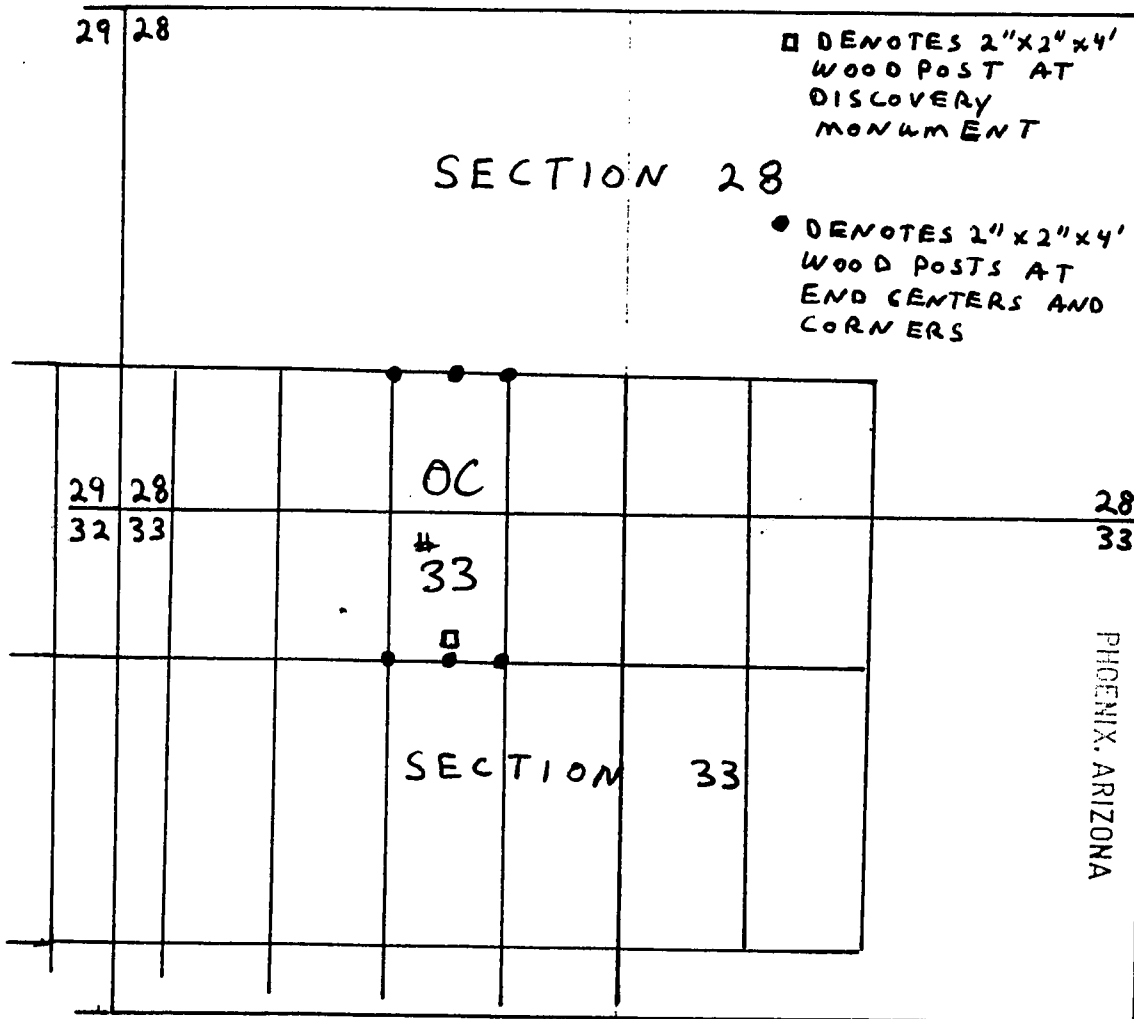 29 28
□ DENOTES 2"x2"x4'
WOOD POST AT
DISCOVERY
MONUMENT
SECTION 28
● DENOTES 2"x2"x4'
WOOD POSTS AT
END CENTERS AND
CORNERS
OC
29 28
32 33
28
33
#
33
SECTION 33
PHOENIX, ARIZONA